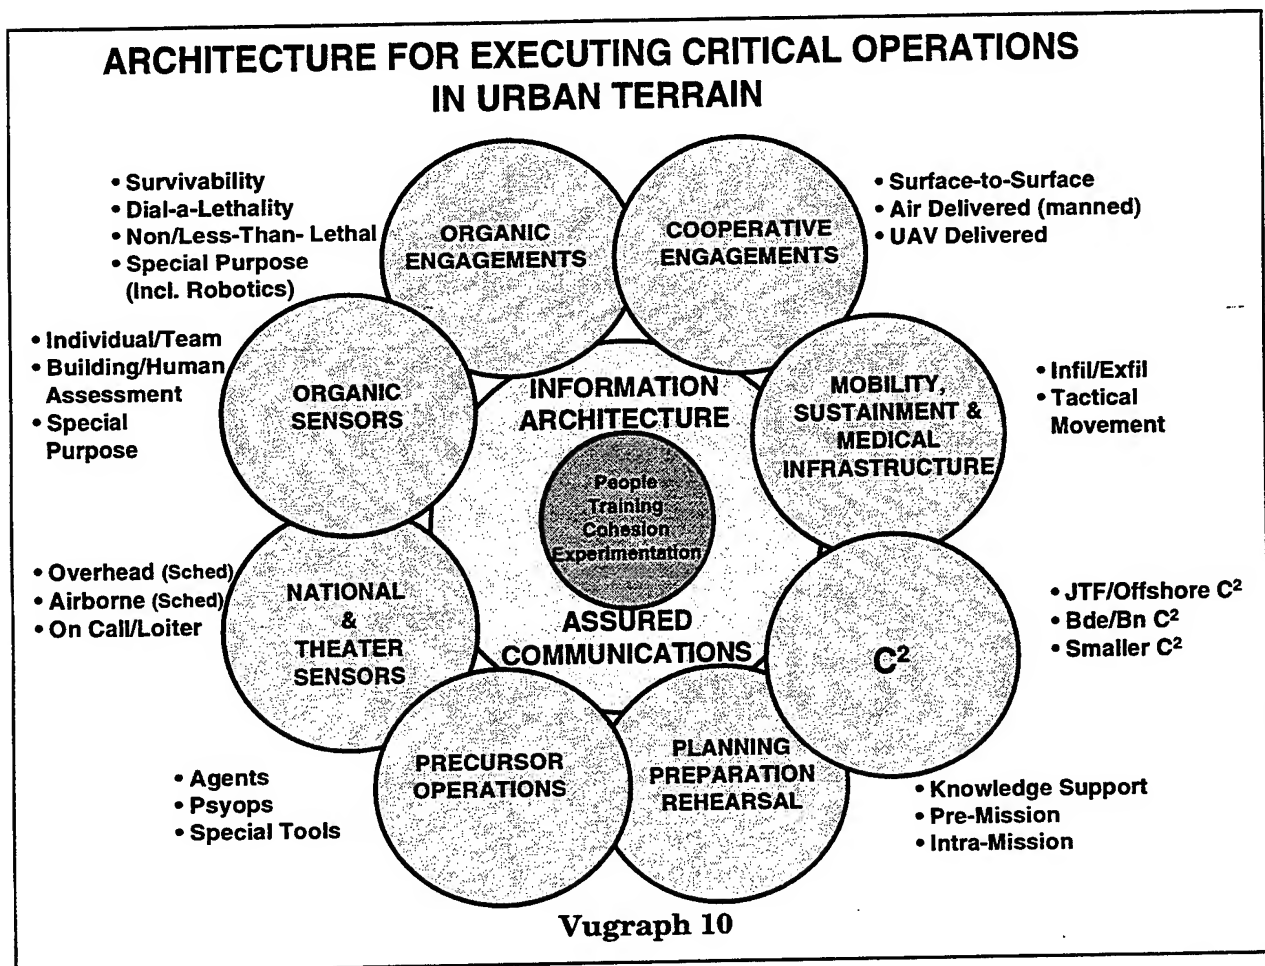 ARCHITECTURE FOR EXECUTING CRITICAL OPERATIONS
IN URBAN TERRAIN
• Survivability
• Dial-a-Lethality
• Non/Less-Than- Lethal
• Special Purpose
(Incl. Robotics)
ORGANIC
ENGAGEMENTS
COOPERATIVE
ENGAGEMENTS
• Surface-to-Surface
• Air Delivered (manned)
• UAV Delivered
• Individual/Team
• Building/Human
Assessment
• Special
Purpose
ORGANIC
SENSORS
INFORMATION
ARCHITECTURE
MOBILITY,
SUSTAINMENT &
MEDICAL
INFRASTRUCTURE
• Infil/Exfil
• Tactical
Movement
People
Training
Cohesion
Experimentation
• Overhead (Sched)
• Airborne (Sched)
• On Call/Loiter
NATIONAL
&
THEATER
SENSORS
ASSURED
COMMUNICATIONS
C²
• JTF/Offshore C²
• Bde/Bn C²
• Smaller C²
• Agents
• Psyops
• Special Tools
PRECURSOR
OPERATIONS
PLANNING
PREPARATION
REHEARSAL
• Knowledge Support
• Pre-Mission
• Intra-Mission
Vugraph 10